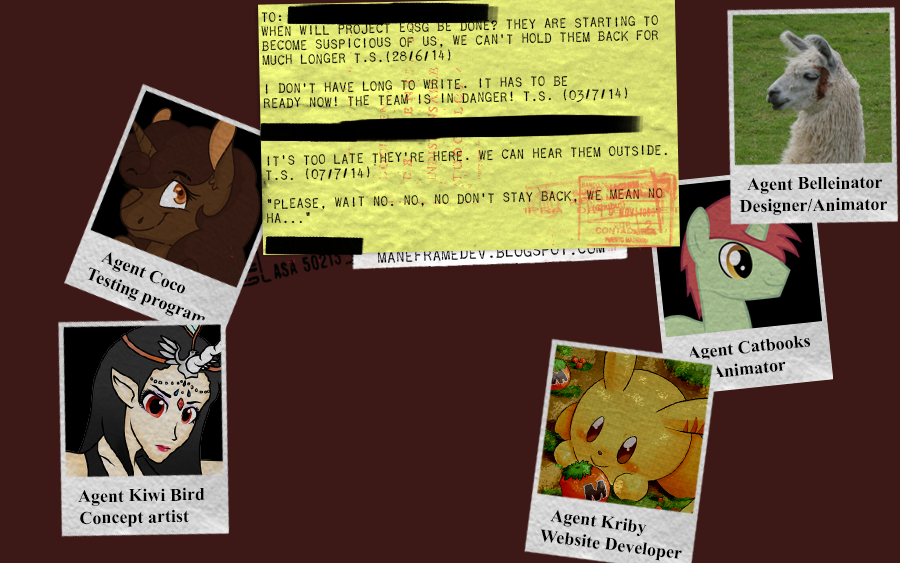 TO:
WHEN WILL PROJECT EQSG BE DONE? THEY ARE STARTING TO
BECOME SUSPICIOUS OF US, WE CAN'T HOLD THEM BACK FOR
MUCH LONGER T.S.(28/6/14)
I DON'T HAVE LONG TO WRITE. IT HAS TO BE
READY NOW! THE TEAM IS IN DANGER! T.S. (03/7/14)
IT'S TOO LATE THEY'RE HERE. WE CAN HEAR THEM OUTSIDE.
T.S. (07/7/14)
"PLEASE, WAIT NO. NO, NO DON'T STAY BACK, WE MEAN NO
HA..."
MANEFRAMEDEV.BLOGSPOT.COM
ASA 50213
Agent Belleinator
Designer/Animator
Agent Coco
Testing program
Agent Catbooks
Animator
Agent Kiwi Bird
Concept artist
M
M
Agent Kriby
Website Developer